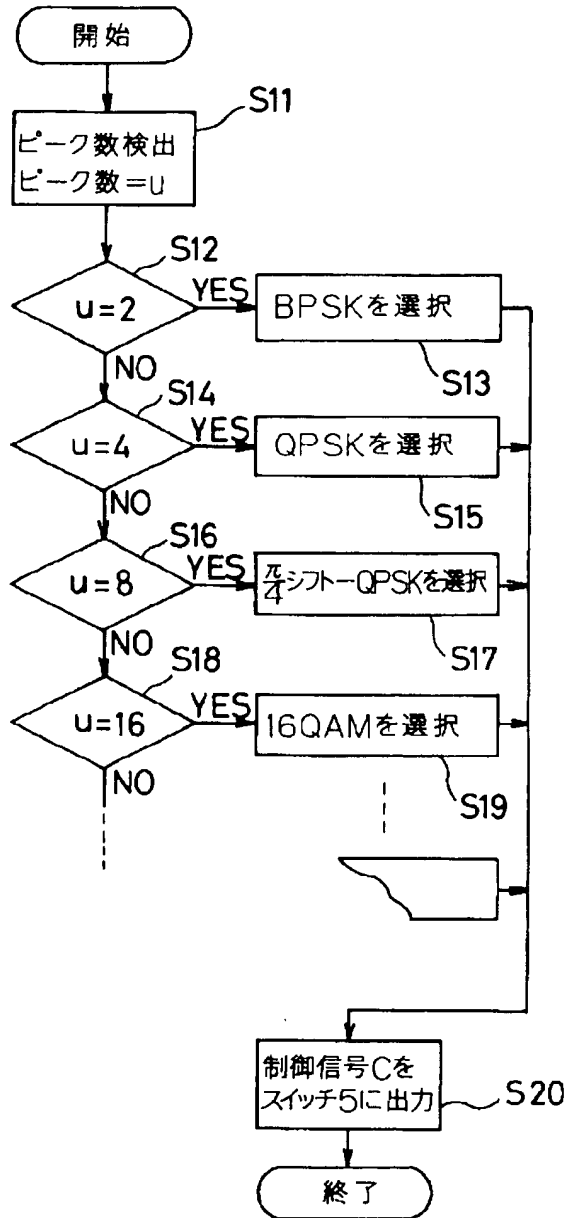 開始
S11
ピーク数検出
ピーク数=u
S12
u=2
YES
BPSKを選択
S13
NO
S14
u=4
YES
QPSKを選択
S15
NO
S16
u=8
YES
π/4シフトーQPSKを選択
S17
NO
S18
u=16
YES
16QAMを選択
S19
NO
制御信号Cを
スイッチ5に出力
S20
終了